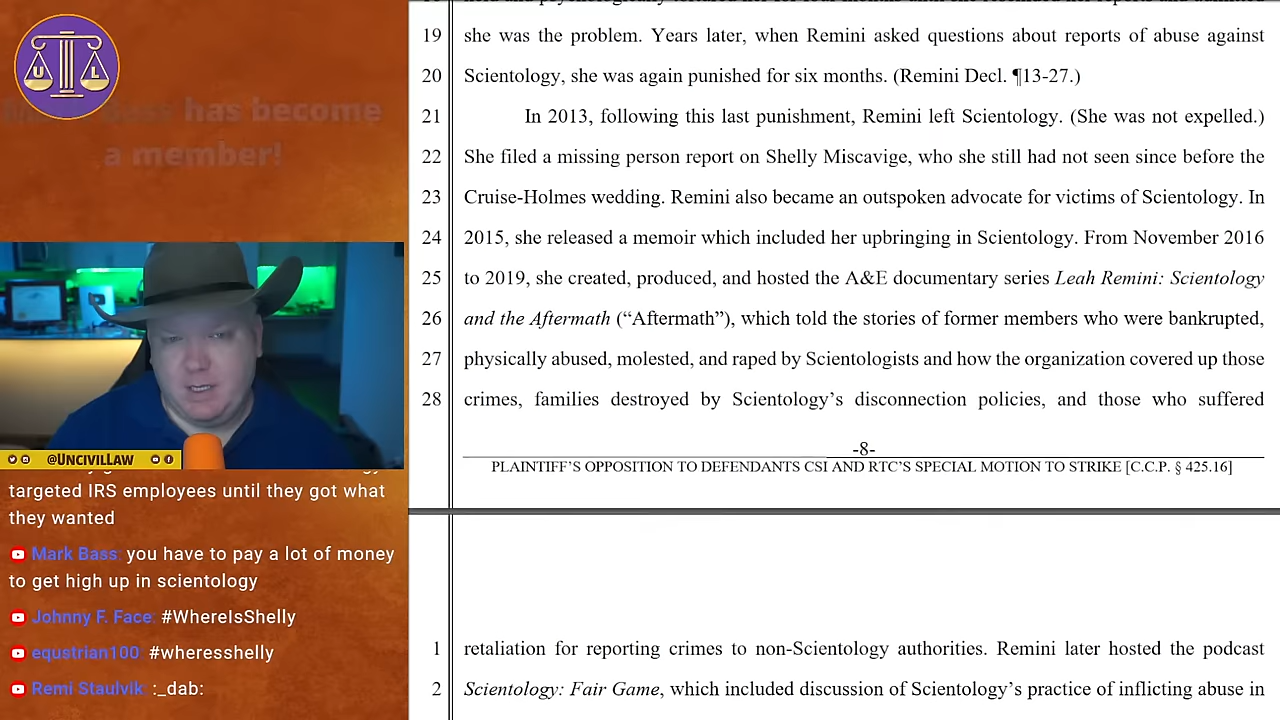 U L
has become
a member!
@UNCIVILLAW
targeted IRS employees until they got what
they wanted
Mark Bass: you have to pay a lot of money
to get high up in scientology
Johnny F. Face: #WhereIsShelly
equstrian100: #wheresshelly
Remi Staulvik: :_dab:
19 she was the problem. Years later, when Remini asked questions about reports of abuse against
20 Scientology, she was again punished for six months. (Remini Decl. ¶13-27.)
21 In 2013, following this last punishment, Remini left Scientology. (She was not expelled.)
22 She filed a missing person report on Shelly Miscavige, who she still had not seen since before the
23 Cruise-Holmes wedding. Remini also became an outspoken advocate for victims of Scientology. In
24 2015, she released a memoir which included her upbringing in Scientology. From November 2016
25 to 2019, she created, produced, and hosted the A&E documentary series Leah Remini: Scientology
26 and the Aftermath (“Aftermath”), which told the stories of former members who were bankrupted,
27 physically abused, molested, and raped by Scientologists and how the organization covered up those
28 crimes, families destroyed by Scientology’s disconnection policies, and those who suffered
-8-
PLAINTIFF’S OPPOSITION TO DEFENDANTS CSI AND RTC’S SPECIAL MOTION TO STRIKE [C.C.P. § 425.16]
1 retaliation for reporting crimes to non-Scientology authorities. Remini later hosted the podcast
2 Scientology: Fair Game, which included discussion of Scientology’s practice of inflicting abuse in